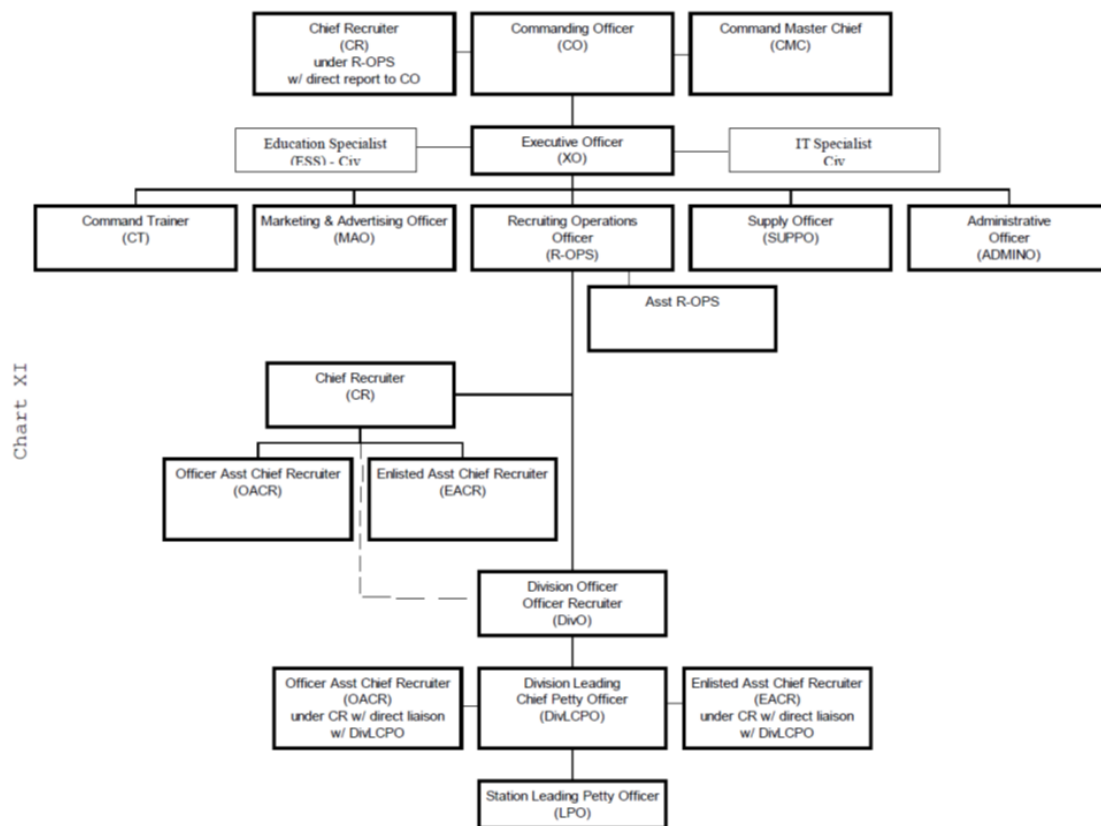 Chief Recruiter
(CR)
under R-OPS
w/ direct report to CO
Commanding Officer
(CO)
Command Master Chief
(CMC)
Education Specialist
(ESS) - Civ
Executive Officer
(XO)
IT Specialist
Civ
Command Trainer
(CT)
Marketing & Advertising Officer
(MAO)
Recruiting Operations
Officer
(R-OPS)
Supply Officer
(SUPPO)
Administrative
Officer
(ADMINO)
Asst R-OPS
Chart XI
Chief Recruiter
(CR)
Officer Asst Chief Recruiter
(OACR)
Enlisted Asst Chief Recruiter
(EACR)
Division Officer
Officer Recruiter
(DivO)
Officer Asst Chief Recruiter
(OACR)
under CR w/ direct liaison
w/ DivLCPO
Division Leading
Chief Petty Officer
(DivLCPO)
Enlisted Asst Chief Recruiter
(EACR)
under CR w/ direct liaison
w/ DivLCPO
Station Leading Petty Officer
(LPO)